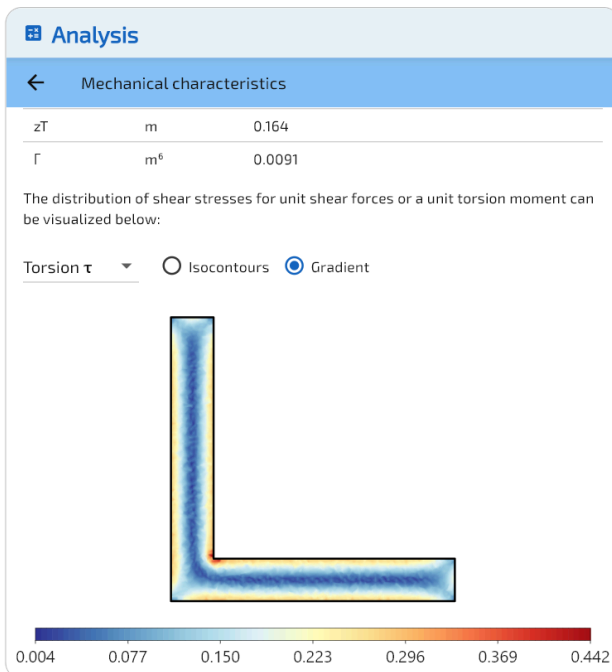 Analysis
Mechanical characteristics
zT m 0.164
Γ m⁶ 0.0091
The distribution of shear stresses for unit shear forces or a unit torsion moment can
be visualized below:
Torsion τ Isocontours Gradient
0.004 0.077 0.150 0.223 0.296 0.369 0.442